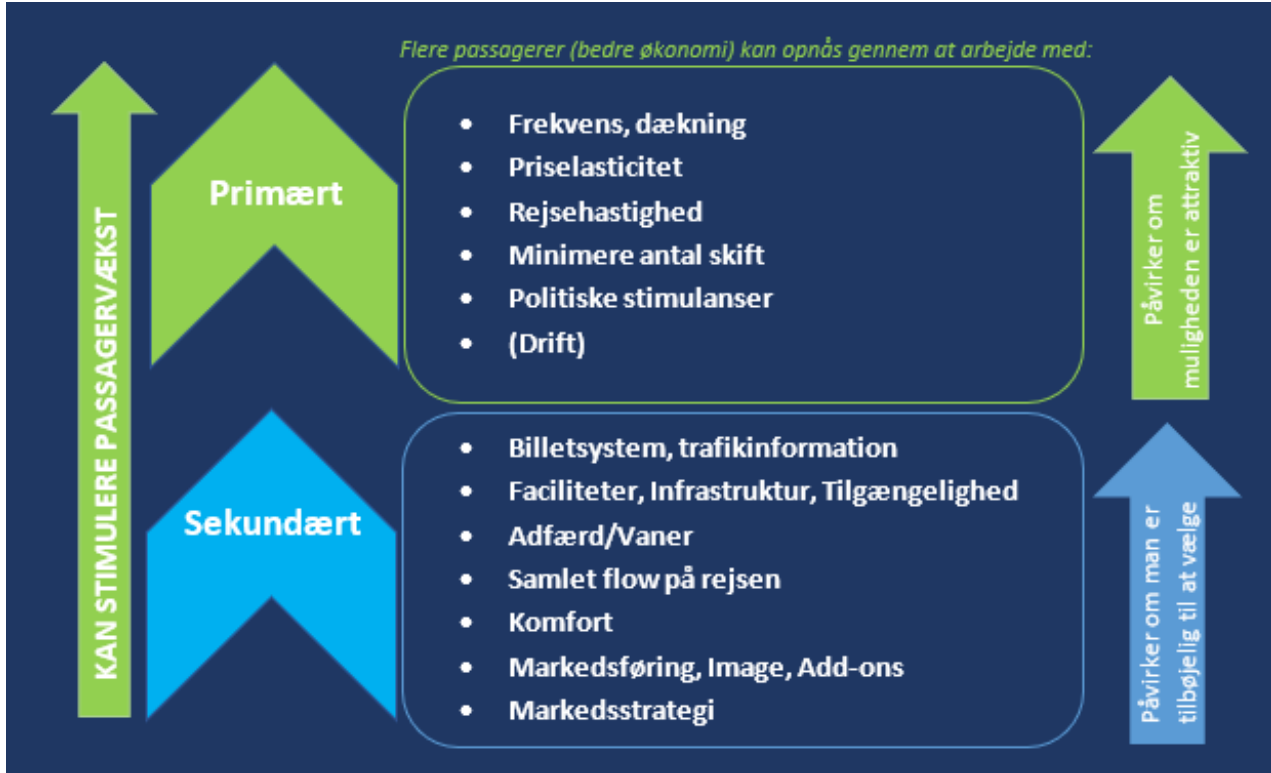 Flere passagerer (bedre økonomi) kan opnås gennem at arbejde med:
KAN STIMULERE PASSAGERVÆKST
Primært
• Frekvens, dækning
• Priselasticitet
• Rejsehastighed
• Minimere antal skift
• Politiske stimulanser
• (Drift)
Påvirker om
muligheden er attraktiv
Sekundært
• Billetsystem, trafikinformation
• Faciliteter, Infrastruktur, Tilgængelighed
• Adfærd/Vaner
• Samlet flow på rejsen
• Komfort
• Markedsføring, Image, Add-ons
• Markedsstrategi
Påvirker om man er
tilbøjelig til at vælge